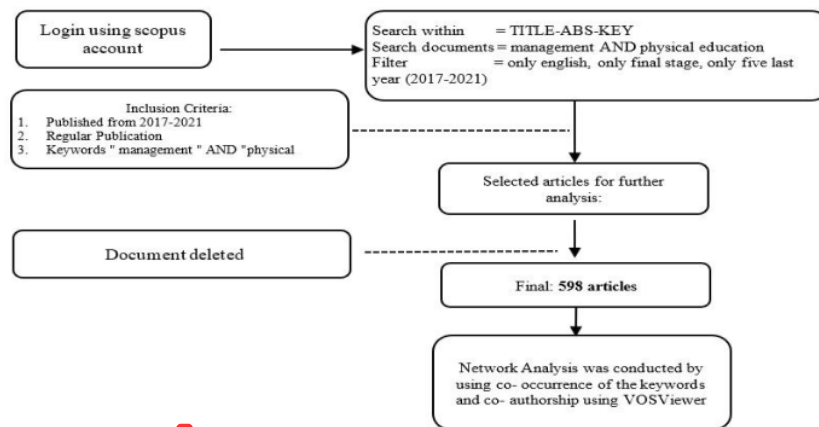 Login using scopus
account
Search within = TITLE-ABS-KEY
Search documents = management AND physical education
Filter = only english, only final stage, only five last
year (2017-2021)
Inclusion Criteria:
1. Published from 2017-2021
2. Regular Publication
3. Keywords " management " AND "physical
Selected articles for further
analysis:
Document deleted
Final: 598 articles
Network Analysis was conducted by
using co- occurrence of the keywords
and co- authorship using VOSViewer